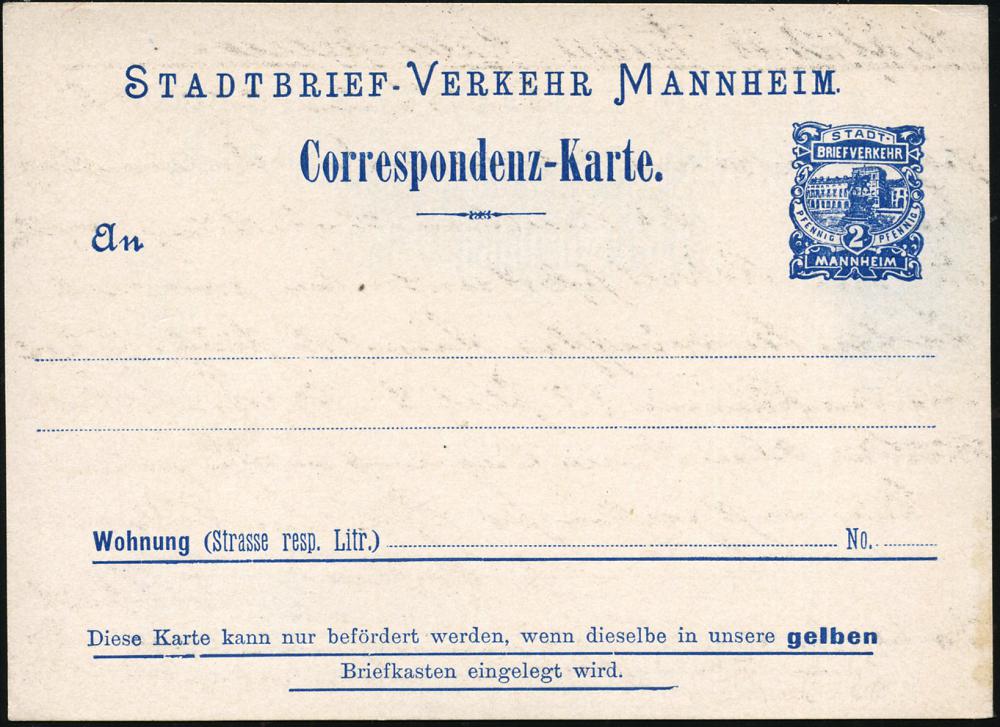 STADTBRIEF-VERKEHR MANNHEIM.
Correspondenz-Karte.
STADT-
BRIEFVERKEHR
PFENNIG 2 PFENNIG
MANNHEIM
An
Wohnung (Strasse resp. Litr.) No.
Diese Karte kann nur befördert werden, wenn dieselbe in unsere gelben
Briefkasten eingelegt wird.